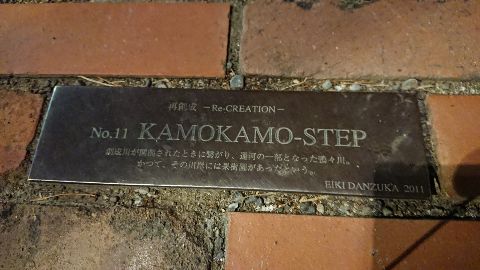 再創成 −Re-CREATION−
No.11 KAMOKAMO-STEP
創成川が開削されたときに繋がり、運河の一部となった鴨々川。
かつて、その川岸には果樹園があったという。
EIKI DANZUKA 2011